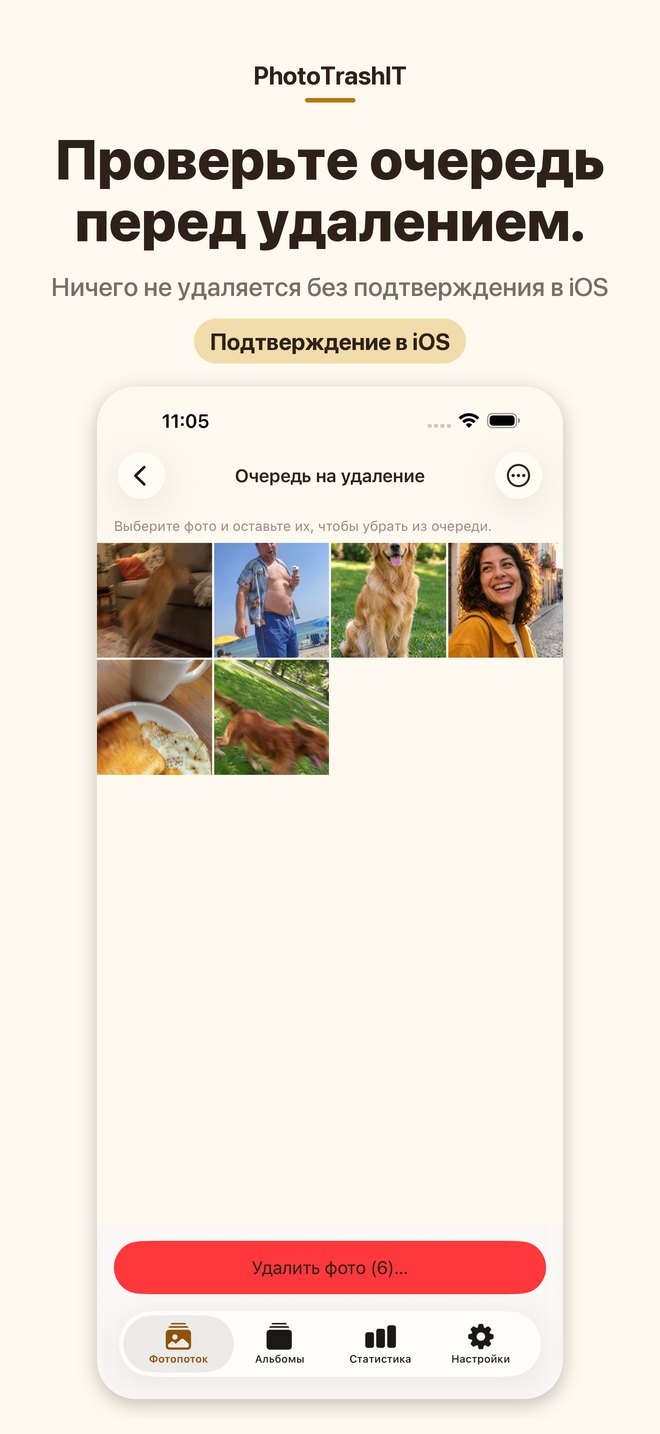 PhotoTrashIT
Проверьте очередь
перед удалением.
Ничего не удаляется без подтверждения в iOS
Подтверждение в iOS
11:05
Очередь на удаление
Выберите фото и оставьте их, чтобы убрать из очереди.
Удалить фото (6)...
Фотопоток
Альбомы
Статистика
Настройки